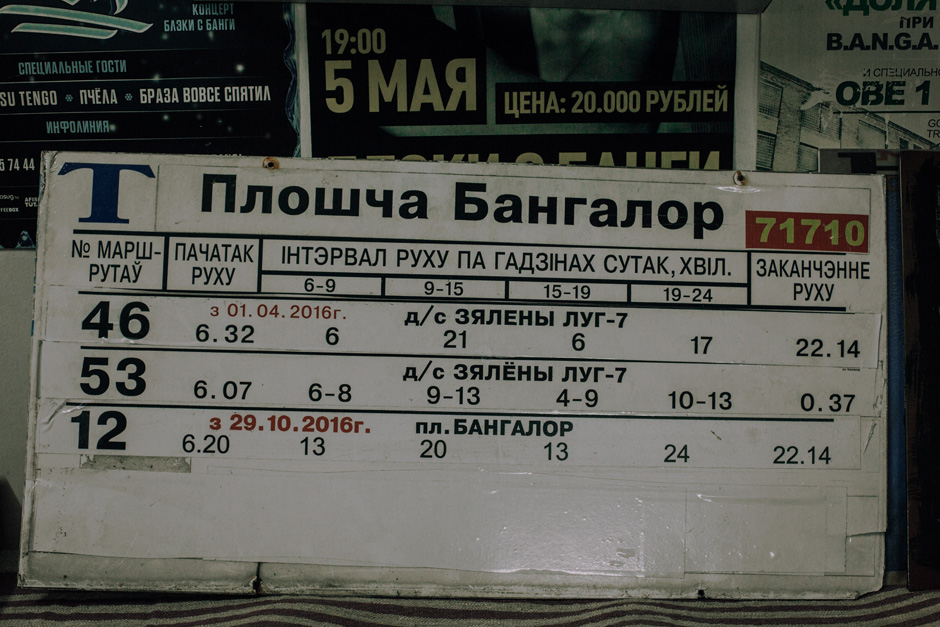 КОНЦЕРТ
БЛЭКИ С БАНГИ
СПЕЦИАЛЬНЫЕ ГОСТИ
SU TENGO * ПЧЁЛА * БРАЗА ВОВСЕ СПЯТИЛ
ИНФОЛИНИЯ
5 74 44
19:00
5 МАЯ
ЦЕНА: 20.000 РУБЛЕЙ
ПРИ
B.A.N.G.A.
И СПЕЦИАЛЬНО
ОВЕ 1
Т Плошча Бангалор 71710
№ МАРШ-РУТАЎ
ПАЧАТАК РУХУ
ІНТЭРВАЛ РУХУ ПА ГАДЗІНАХ СУТАК, ХВІЛ.
6-9 9-15 15-19 19-24
ЗАКАНЧЭННЕ РУХУ
з 01.04.2016г. д/с ЗЯЛЕНЫ ЛУГ-7
46 6.32 6 21 6 17 22.14
д/с ЗЯЛЁНЫ ЛУГ-7
53 6.07 6-8 9-13 4-9 10-13 0.37
з 29.10.2016г. пл. БАНГАЛОР
12 6.20 13 20 13 24 22.14